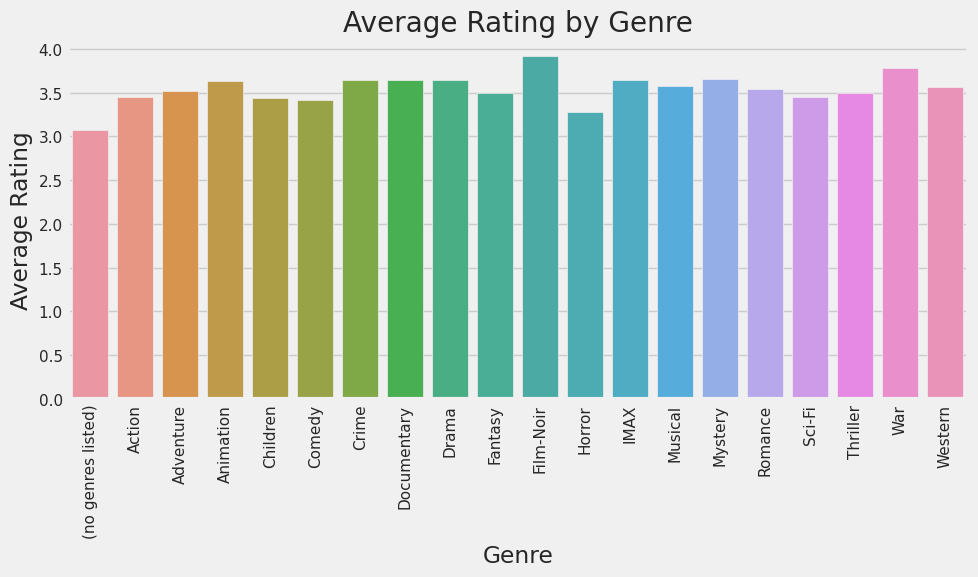 Average Rating by Genre
Average Rating
4.0
3.5
3.0
2.5
2.0
1.5
1.0
0.5
0.0
(no genres listed)
Action
Adventure
Animation
Children
Comedy
Crime
Documentary
Drama
Fantasy
Film-Noir
Horror
IMAX
Musical
Mystery
Romance
Sci-Fi
Thriller
War
Western
Genre